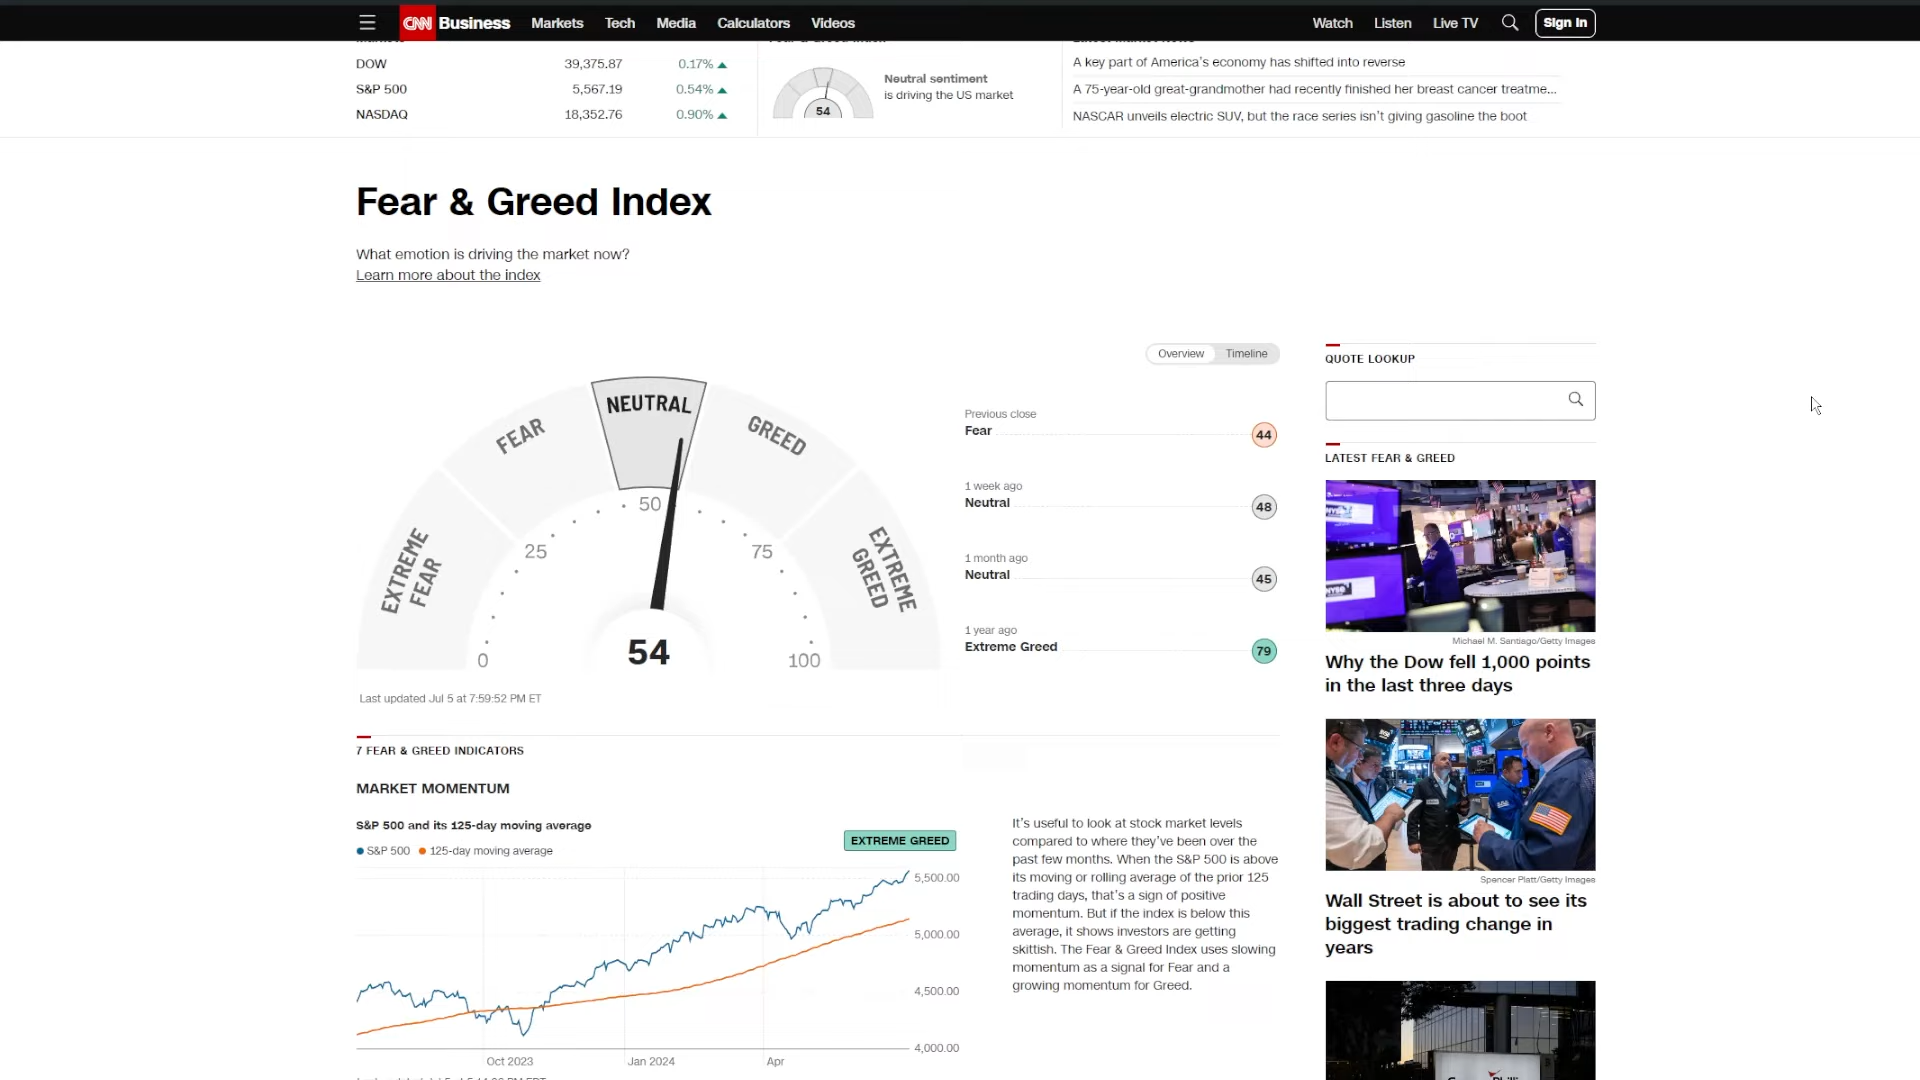 CNN Business Markets Tech Media Calculators Videos Watch Listen Live TV Sign In
DOW 39,375.87 0.17%
S&P 500 5,567.19 0.54%
NASDAQ 18,352.76 0.90%
54
Neutral sentiment
is driving the US market
A key part of America's economy has shifted into reverse
A 75-year-old great-grandmother had recently finished her breast cancer treatme...
NASCAR unveils electric SUV, but the race series isn't giving gasoline the boot
Fear & Greed Index
What emotion is driving the market now?
Learn more about the index
Overview Timeline
EXTREME
FEAR
FEAR
NEUTRAL
GREED
EXTREME
GREED
0
25
50
75
100
54
Last updated Jul 5 at 7:59:52 PM ET
Previous close
Fear 44
1 week ago
Neutral 48
1 month ago
Neutral 45
1 year ago
Extreme Greed 79
7 FEAR & GREED INDICATORS
MARKET MOMENTUM
S&P 500 and its 125-day moving average
S&P 500 125-day moving average
EXTREME GREED
5,500.00
5,000.00
4,500.00
4,000.00
Oct 2023 Jan 2024 Apr
It's useful to look at stock market levels
compared to where they've been over the
past few months. When the S&P 500 is above
its moving or rolling average of the prior 125
trading days, that's a sign of positive
momentum. But if the index is below this
average, it shows investors are getting
skittish. The Fear & Greed Index uses slowing
momentum as a signal for Fear and a
growing momentum for Greed.
QUOTE LOOKUP
LATEST FEAR & GREED
Michael M. Santiago/Getty Images
Why the Dow fell 1,000 points
in the last three days
Spencer Platt/Getty Images
Wall Street is about to see its
biggest trading change in
years